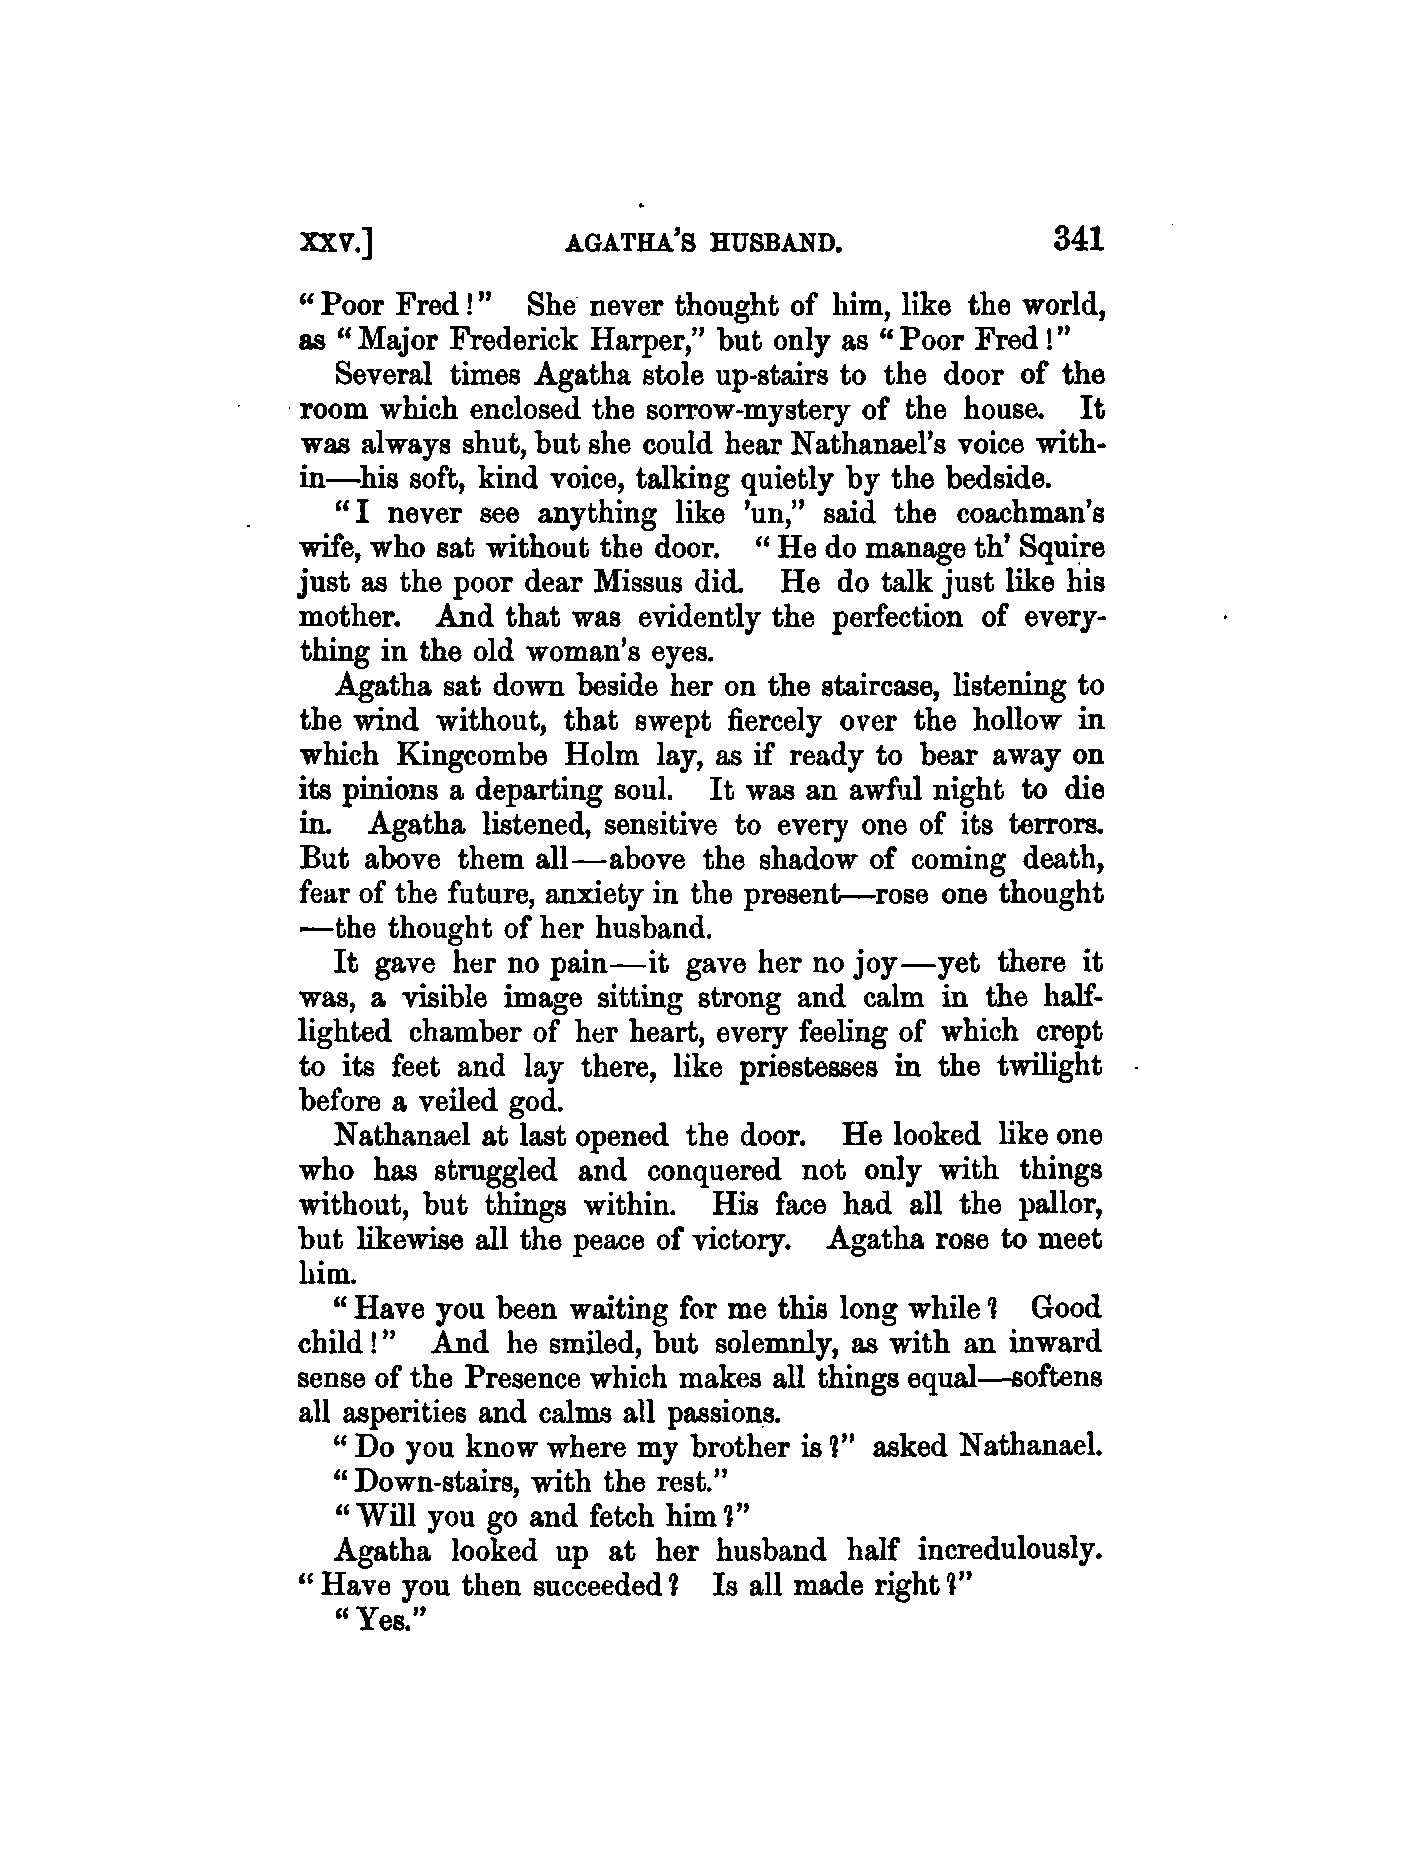 XXV.] AGATHA'S HUSBAND. 341
“Poor Fred!” She never thought of him, like the world,
as “Major Frederick Harper,” but only as “Poor Fred!”
Several times Agatha stole up-stairs to the door of the
room which enclosed the sorrow-mystery of the house. It
was always shut, but she could hear Nathanael's voice with-
in—his soft, kind voice, talking quietly by the bedside.
“I never see anything like 'un,” said the coachman's
wife, who sat without the door. “He do manage th' Squire
just as the poor dear Missus did. He do talk just like his
mother. And that was evidently the perfection of every-
thing in the old woman's eyes.
Agatha sat down beside her on the staircase, listening to
the wind without, that swept fiercely over the hollow in
which Kingcombe Holm lay, as if ready to bear away on
its pinions a departing soul. It was an awful night to die
in. Agatha listened, sensitive to every one of its terrors.
But above them all—above the shadow of coming death,
fear of the future, anxiety in the present—rose one thought
—the thought of her husband.
It gave her no pain—it gave her no joy—yet there it
was, a visible image sitting strong and calm in the half-
lighted chamber of her heart, every feeling of which crept
to its feet and lay there, like priestesses in the twilight
before a veiled god.
Nathanael at last opened the door. He looked like one
who has struggled and conquered not only with things
without, but things within. His face had all the pallor,
but likewise all the peace of victory. Agatha rose to meet
him.
“Have you been waiting for me this long while? Good
child!” And he smiled, but solemnly, as with an inward
sense of the Presence which makes all things equal—softens
all asperities and calms all passions.
“Do you know where my brother is?” asked Nathanael.
“Down-stairs, with the rest.”
“Will you go and fetch him?”
Agatha looked up at her husband half incredulously.
“Have you then succeeded? Is all made right?”
“Yes.”